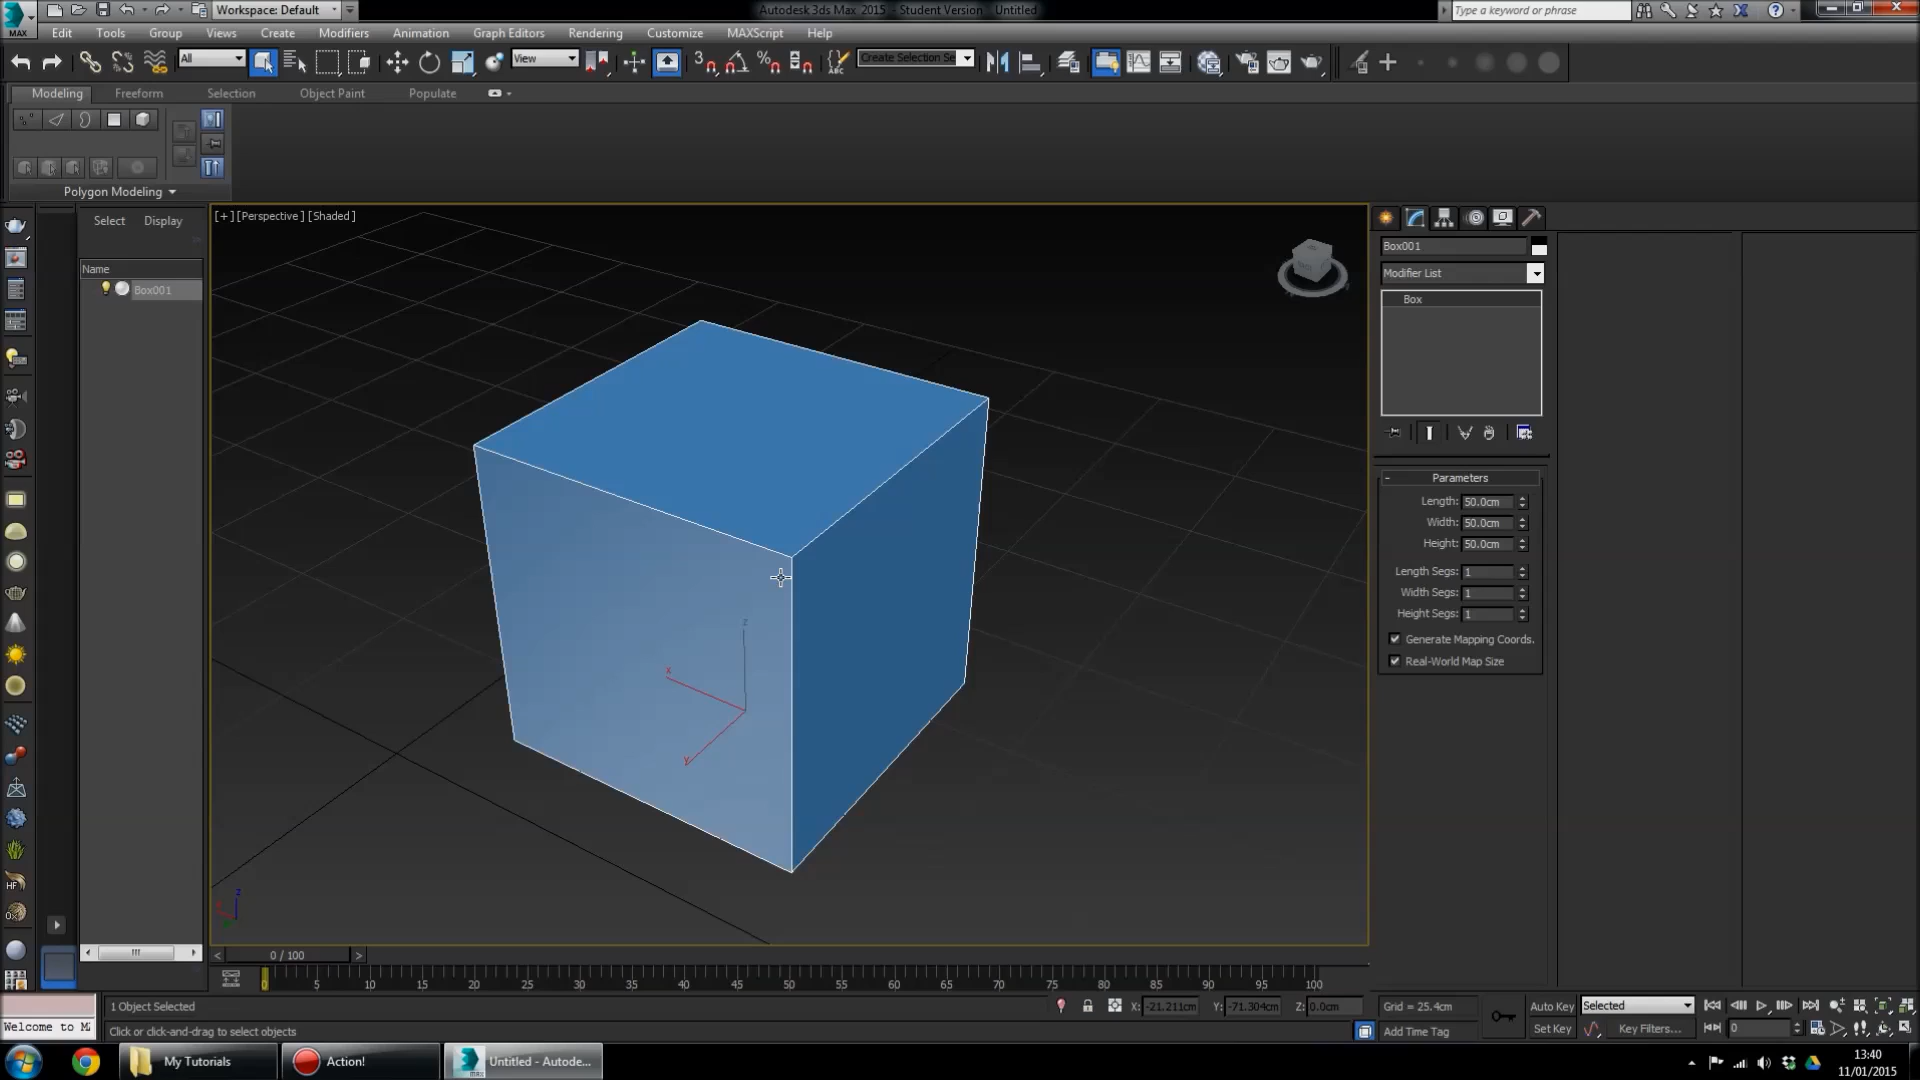 Workspace: Default
Autodesk 3ds Max 2015 - Student Version   Untitled
Type a keyword or phrase
MAX
Edit Tools Group Views Create Modifiers Animation Graph Editors Rendering Customize MAXScript Help
All
View
3
Create Selection Se
ABC
Modeling Freeform Selection Object Paint Populate
Polygon Modeling
Select Display
[+] [Perspective] [Shaded]
Name
Box001
Box001
Modifier List
Box
Parameters
Length: 50.0cm
Width: 50.0cm
Height: 50.0cm
Length Segs: 1
Width Segs: 1
Height Segs: 1
Generate Mapping Coords.
Real-World Map Size
z
x
y
z
HF
0 / 100
0 5 10 15 20 25 30 35 40 45 50 55 60 65 70 75 80 85 90 95 100
1 Object Selected
X: -21.211cm Y: -71.304cm Z: 0.0cm
Grid = 25.4cm
Auto Key
Selected
Welcome to M
Click or click-and-drag to select objects
Add Time Tag
Set Key
Key Filters...
0
My Tutorials
Action!
Untitled - Autode...
13:40
11/01/2015